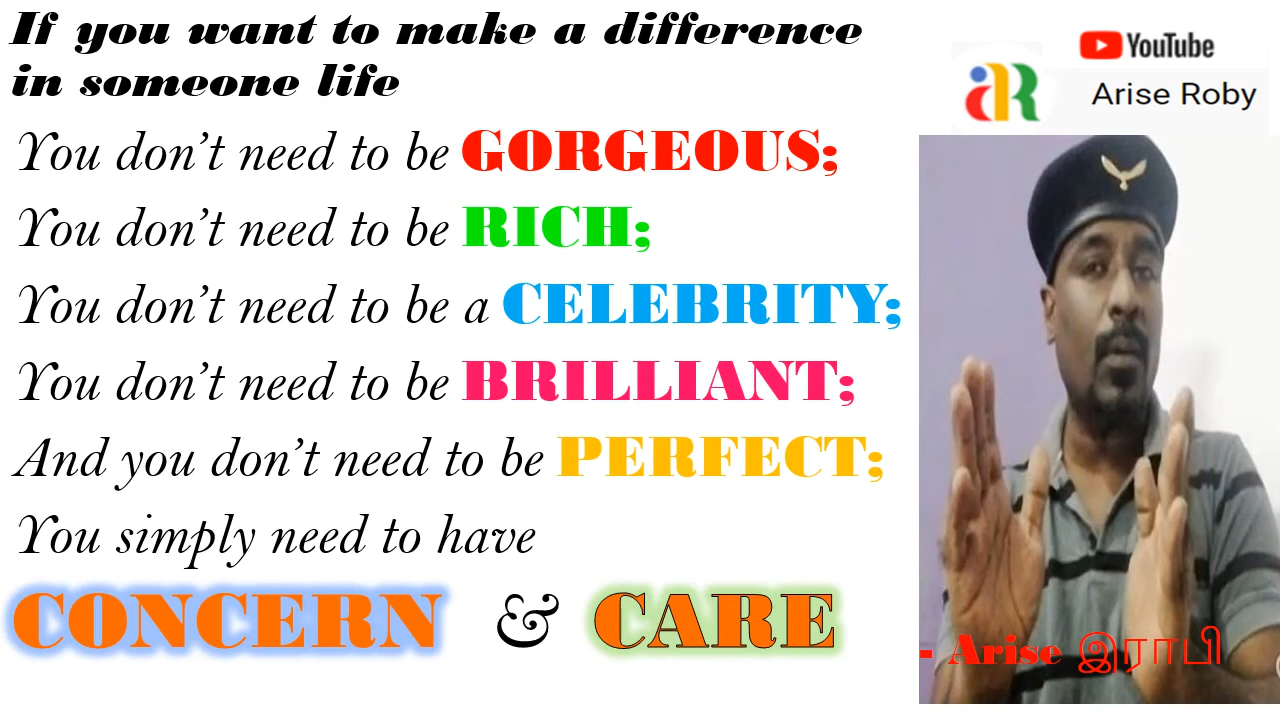 If you want to make a difference
in someone life
You don't need to be GORGEOUS;
You don't need to be RICH;
You don't need to be a CELEBRITY;
You don't need to be BRILLIANT;
And you don't need to be PERFECT;
You simply need to have
CONCERN & CARE
YouTube
aR
Arise Roby
- Arise இராபி